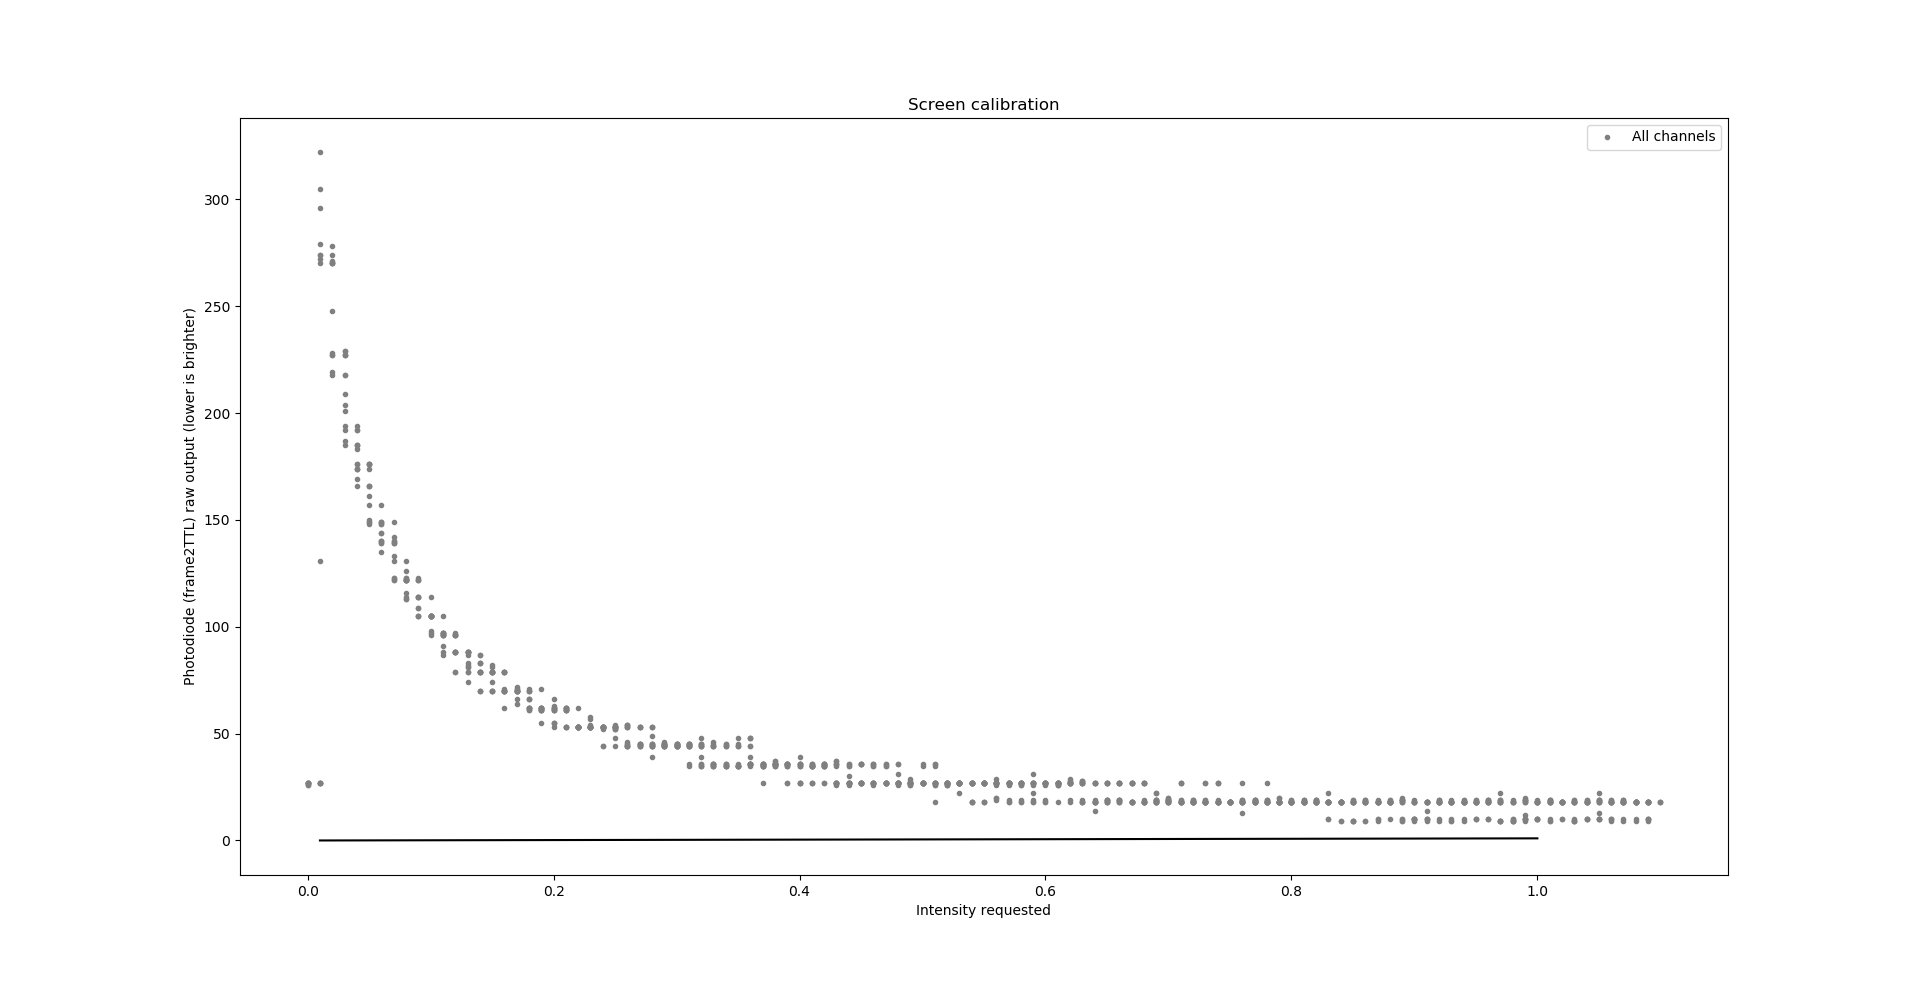 Screen calibration
All channels
Photodiode (frame2TTL) raw output (lower is brighter)
300
250
200
150
100
50
0
0.0 0.2 0.4 0.6 0.8 1.0
Intensity requested